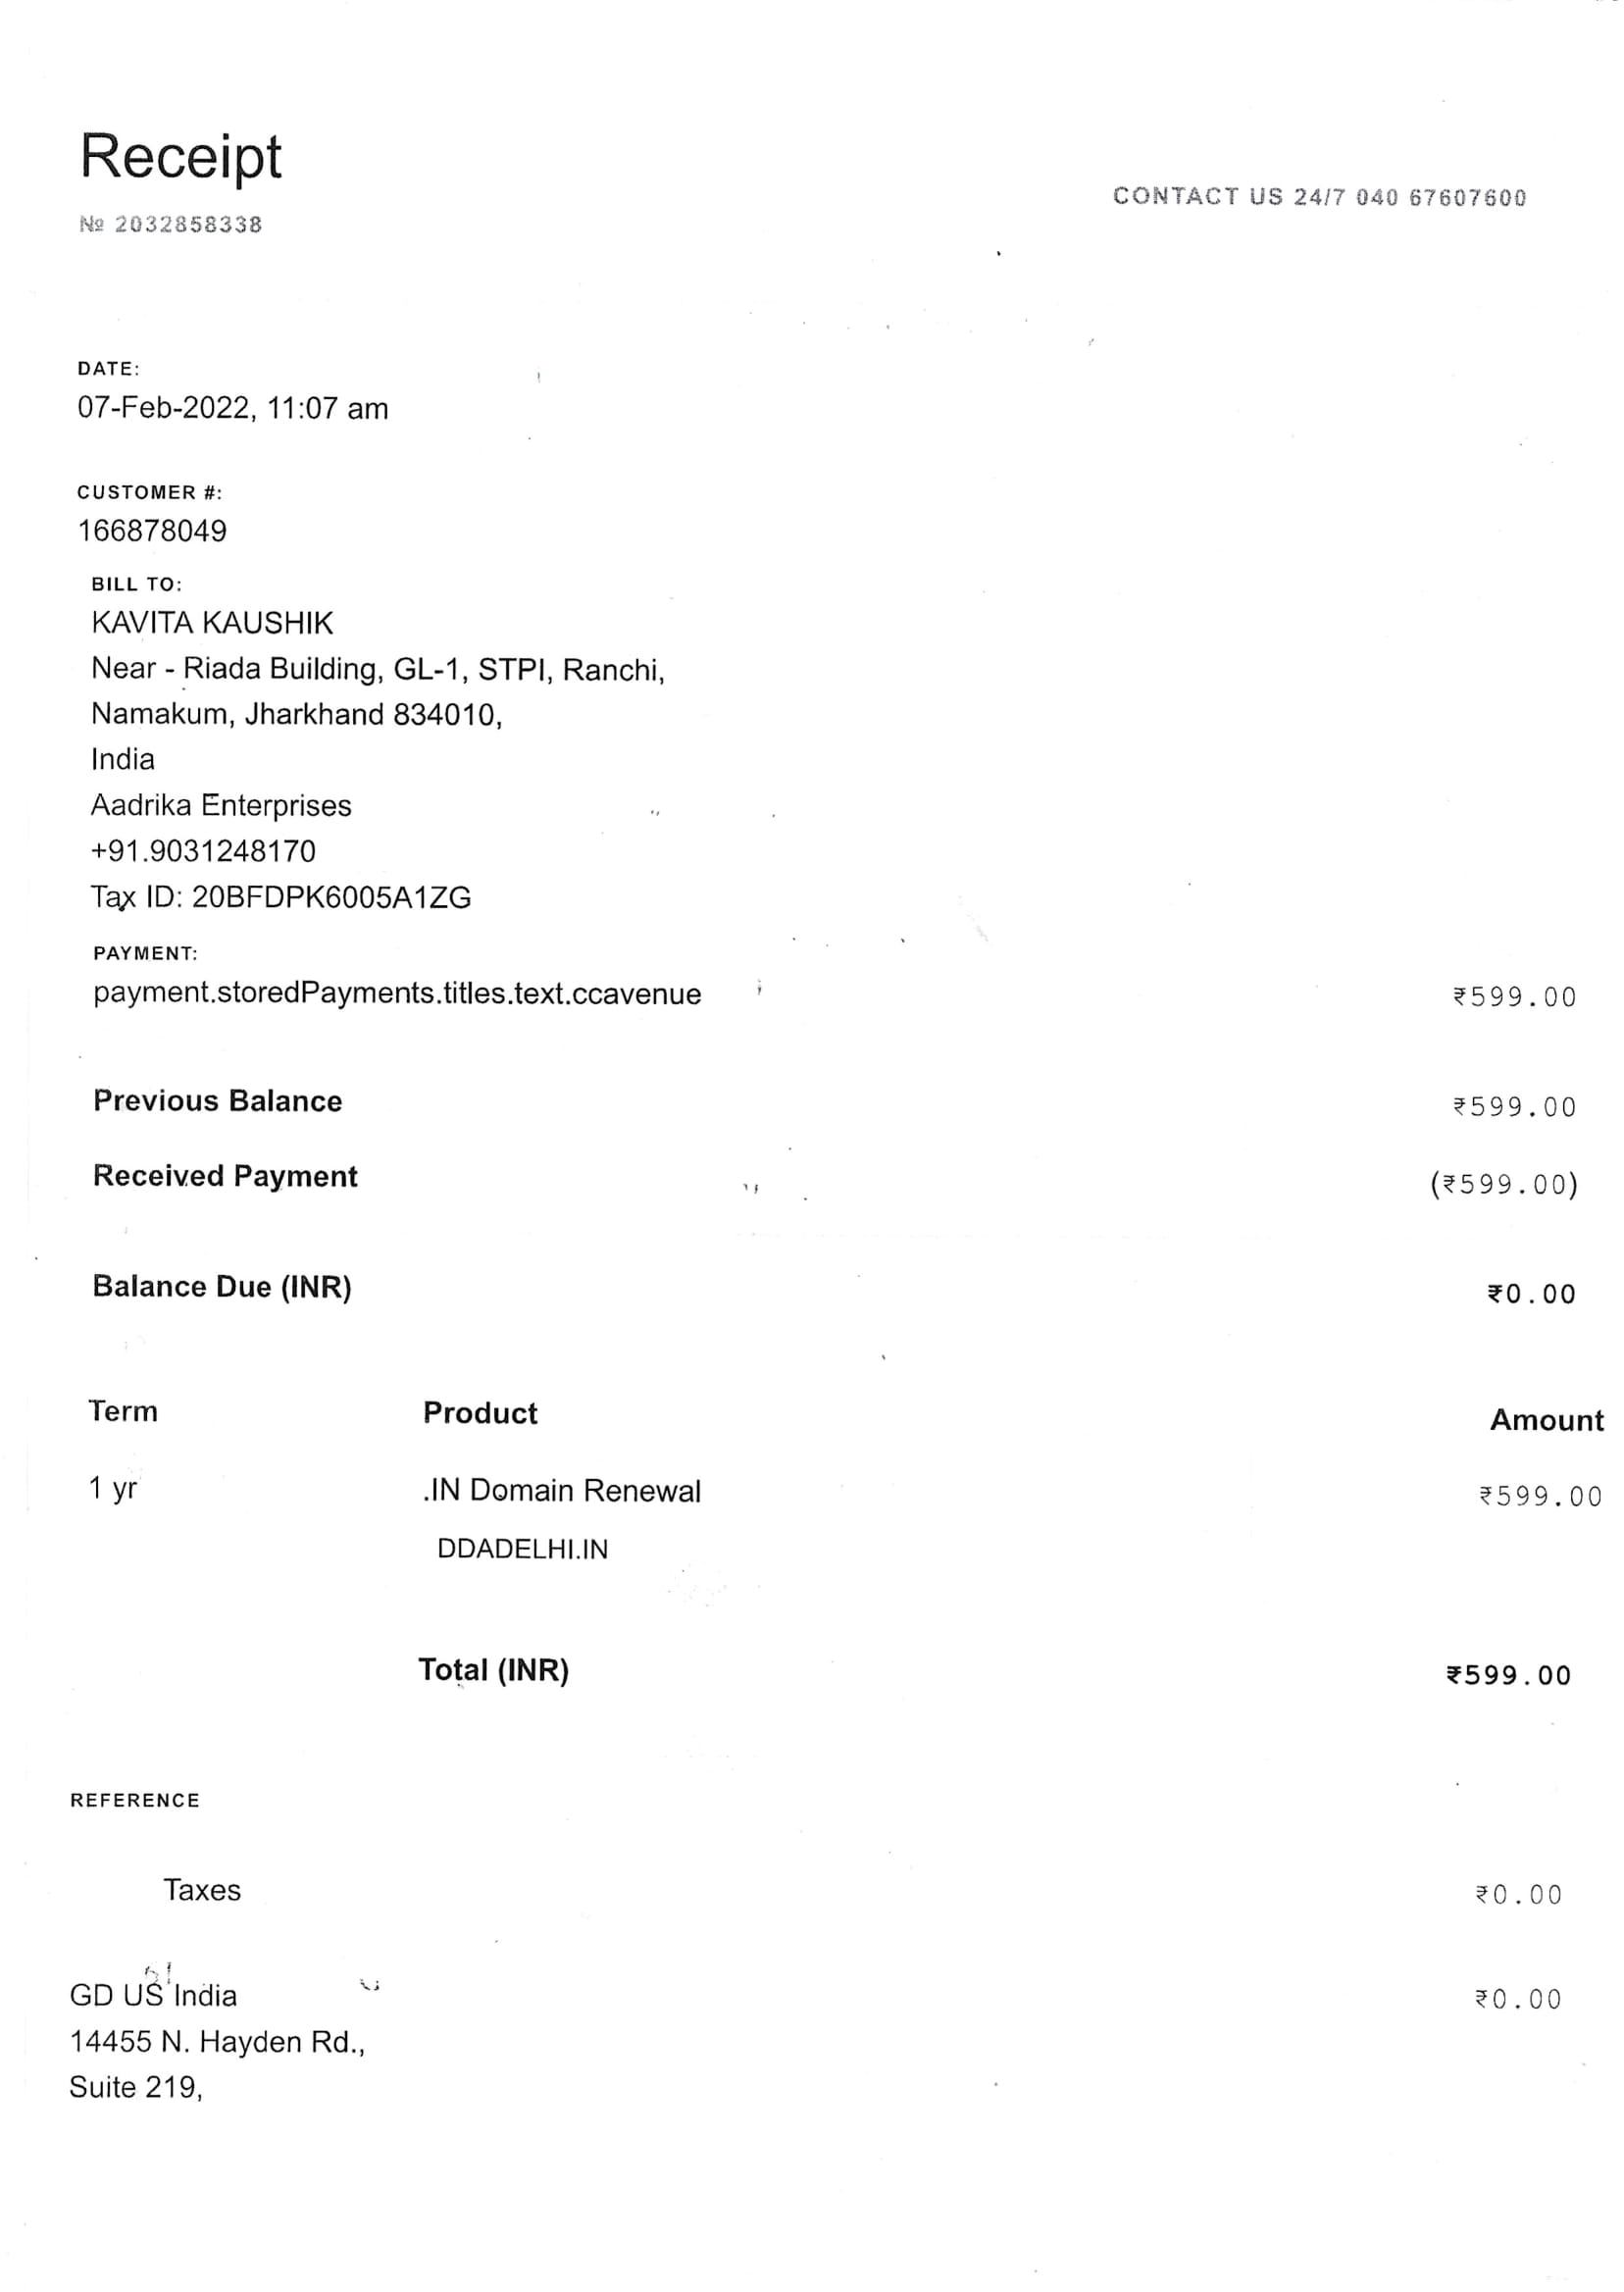 Receipt
CONTACT US 24/7 040 67607600
№ 2032858338
DATE:
07-Feb-2022, 11:07 am
CUSTOMER #:
166878049
BILL TO:
KAVITA KAUSHIK
Near - Riada Building, GL-1, STPI, Ranchi,
Namakum, Jharkhand 834010,
India
Aadrika Enterprises
+91.9031248170
Tax ID: 20BFDPK6005A1ZG
PAYMENT:
payment.storedPayments.titles.text.ccavenue ₹599.00
Previous Balance ₹599.00
Received Payment (₹599.00)
Balance Due (INR) ₹0.00
Term Product Amount
1 yr .IN Domain Renewal ₹599.00
DDADELHI.IN
Total (INR) ₹599.00
REFERENCE
Taxes ₹0.00
GD US India ₹0.00
14455 N. Hayden Rd.,
Suite 219,